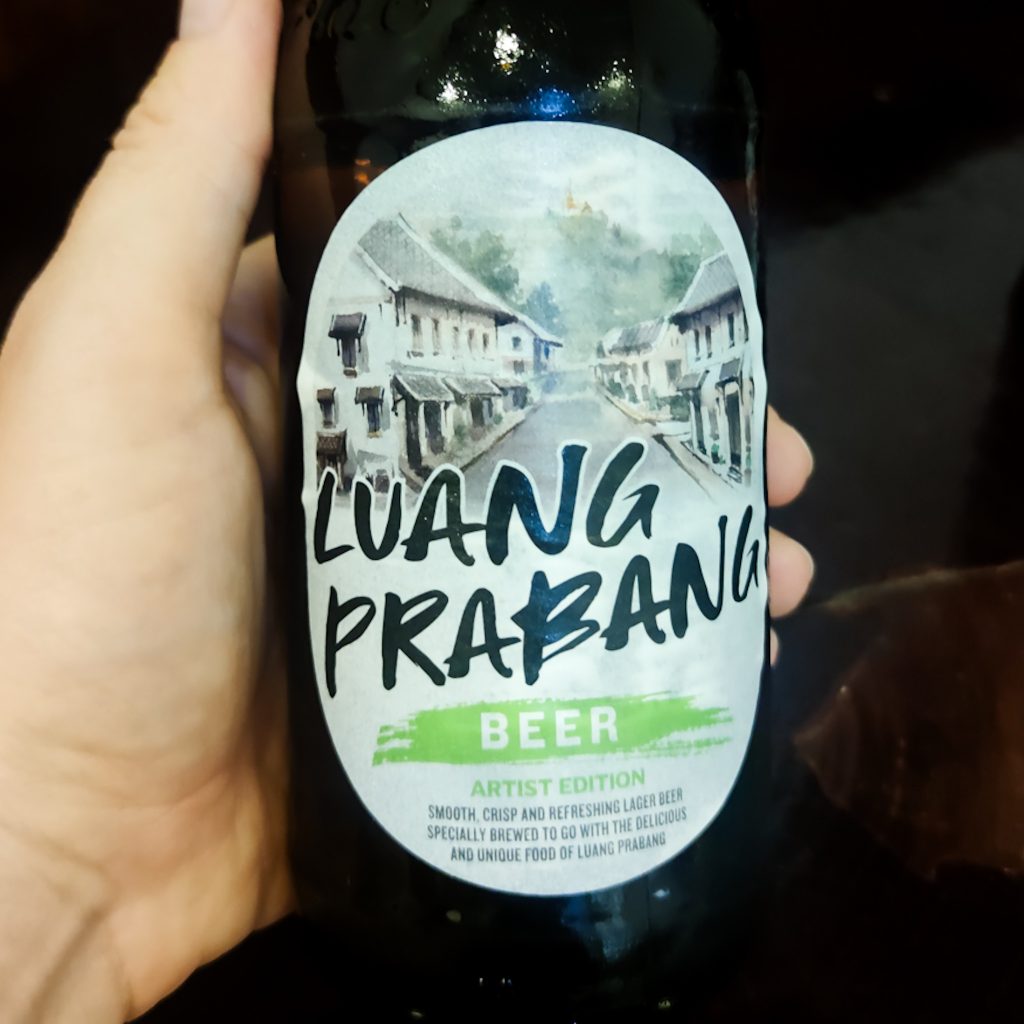 LUANG
PRABANG
BEER
ARTIST EDITION
SMOOTH, CRISP AND REFRESHING LAGER BEER
SPECIALLY BREWED TO GO WITH THE DELICIOUS
AND UNIQUE FOOD OF LUANG PRABANG